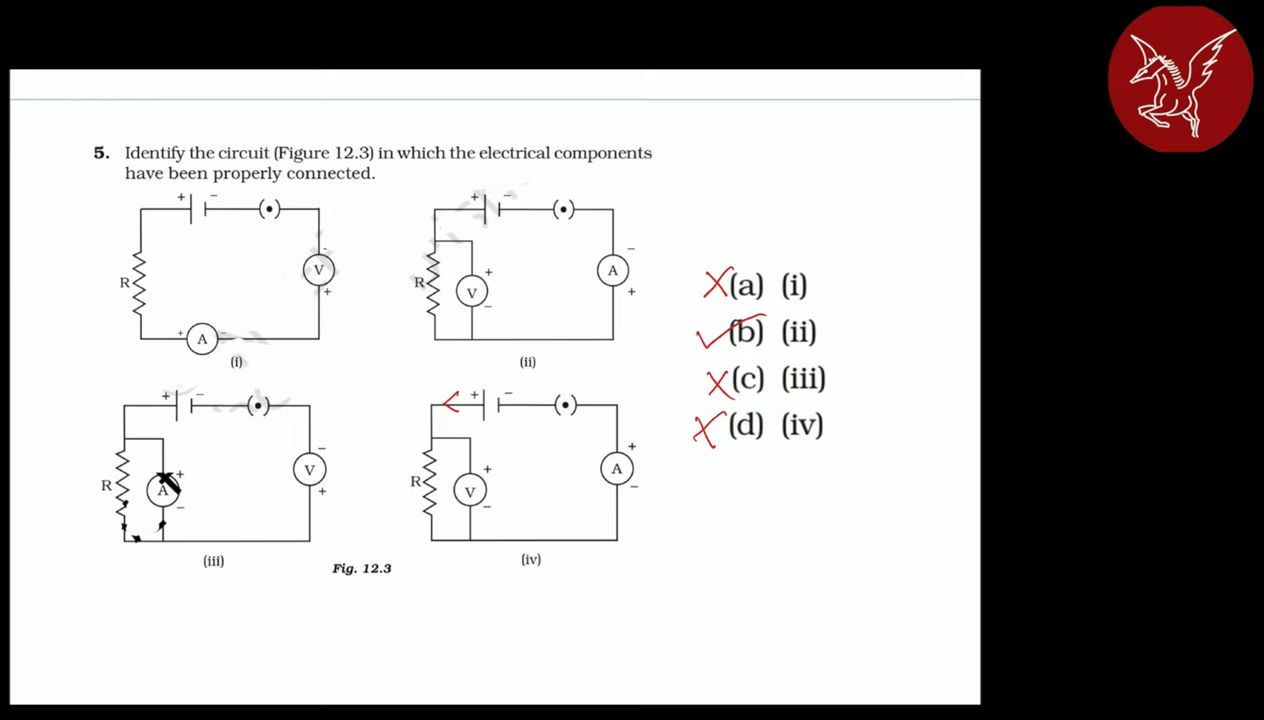 5. Identify the circuit (Figure 12.3) in which the electrical components
have been properly connected.
+ − ( • )
R
V
-
+
+ A −
(i)
+ − ( • )
R
V
+
−
A
−
+
(ii)
(a) (i)
(b) (ii)
(c) (iii)
(d) (iv)
+ − ( • )
R
A
+
−
V
−
+
(iii)
+ − ( • )
R
V
+
−
A
+
−
(iv)
Fig. 12.3